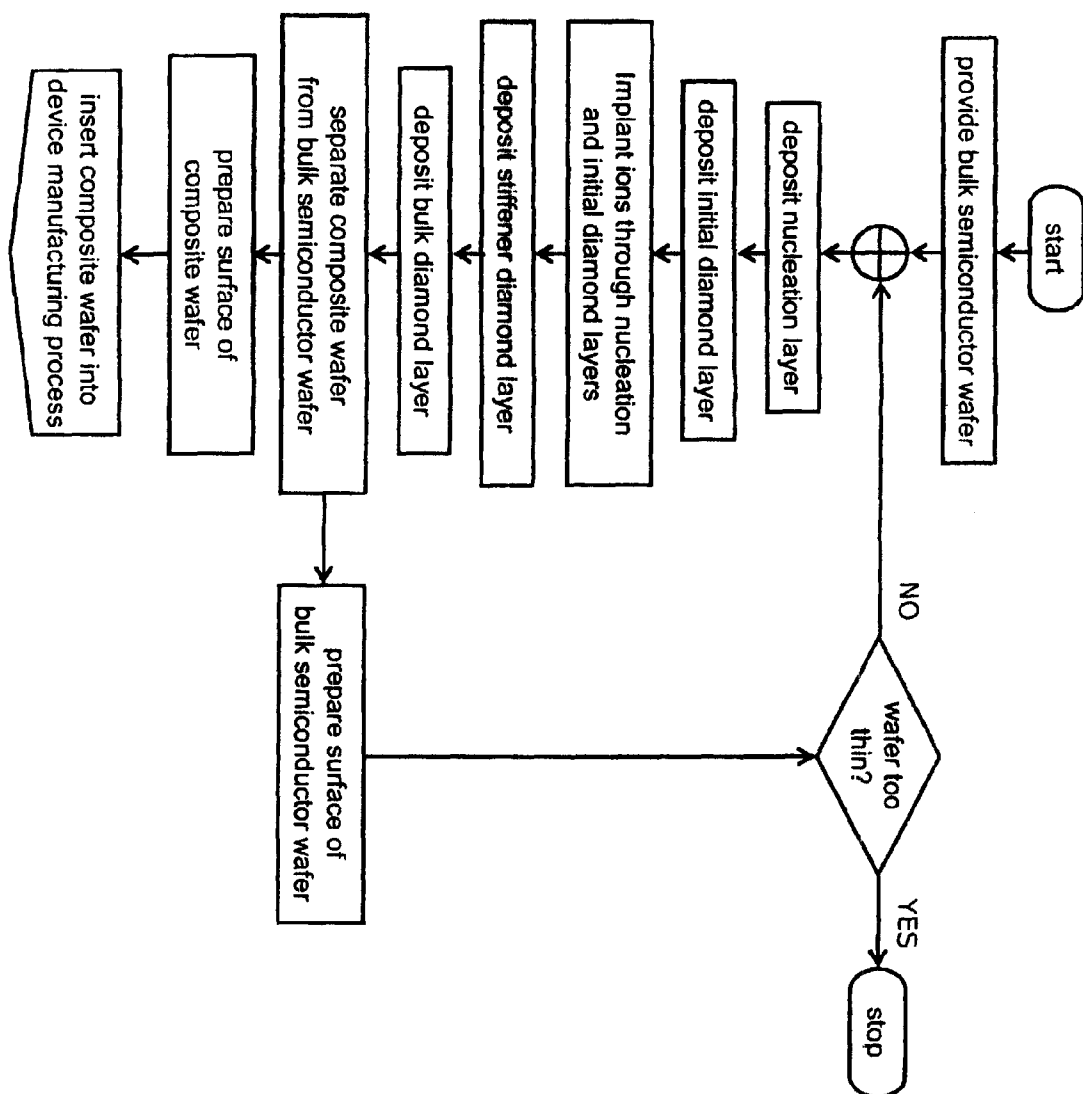 start
provide bulk semiconductor wafer
deposit nucleation layer
deposit initial diamond layer
Implant ions through nucleation
and initial diamond layers
deposit stiffener diamond layer
deposit bulk diamond layer
separate composite wafer
from bulk semiconductor wafer
prepare surface of
composite wafer
insert composite wafer into
device manufacturing process
prepare surface of
bulk semiconductor wafer
wafer too
thin?
NO
YES
stop